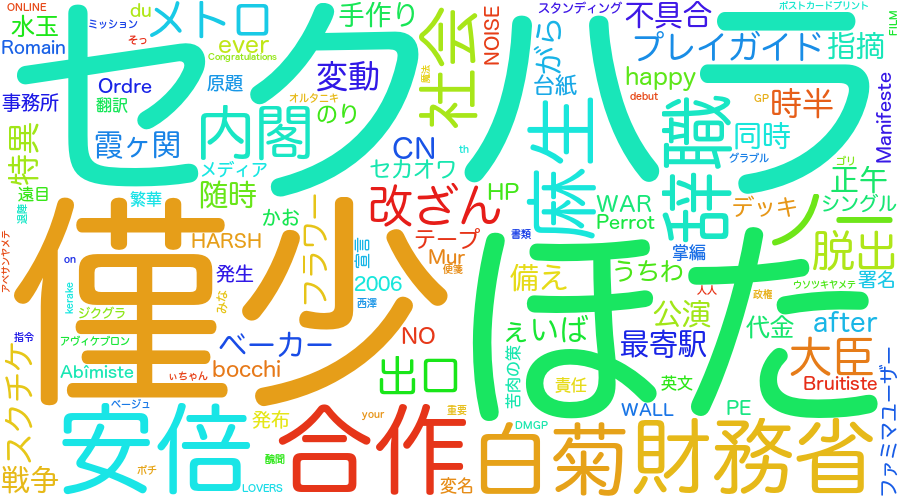 ONLINE
水玉
du
ミッション
そっ
メトロ
手作り
社会
NOISE
スタンディング
不具合
ポストカードプリント
FILM
Romain
ever
Congratulations
セクハラ
台がら
プレイガイド
指摘
事務所
Ordre
翻訳
原題
変動
オルタニキ
魔法
台紙
happy
debut
GP
時半
Manifeste
特異
霞ヶ関
内閣
のり
CN
th
麻生
辞職
同時
グラブル
メディア
セカオワ
ゴリ
正午
遠目
繁華
随時
改ざん
HP
WAR
デッキ
シングル
退廃
かお
Perrot
アベサンヤメテ
HARSH
フラワー
宣言
テープ
Mur
書類
掌編
ノー
脱出
on
発生
便箋
備え
うちわ
署名
僅少
ほたる
kerake
みな
2006
西澤
人人
政権
ウソツキヤメテ
ジクグラ
公演
代金
after
指令
アヴィケブロン
ベーカー
NO
えいば
最寄駅
大臣
スクチケ
Abîmiste
ぃちゃん
bocchi
出口
苦肉の策
責任
英文
Bruitiste
ファミマユーザー
ベージュ
発布
your
重要
WALL
PE
安倍
合作
白菊
財務省
DMGP
戦争
ポチ
醜聞
LOVERS
変名